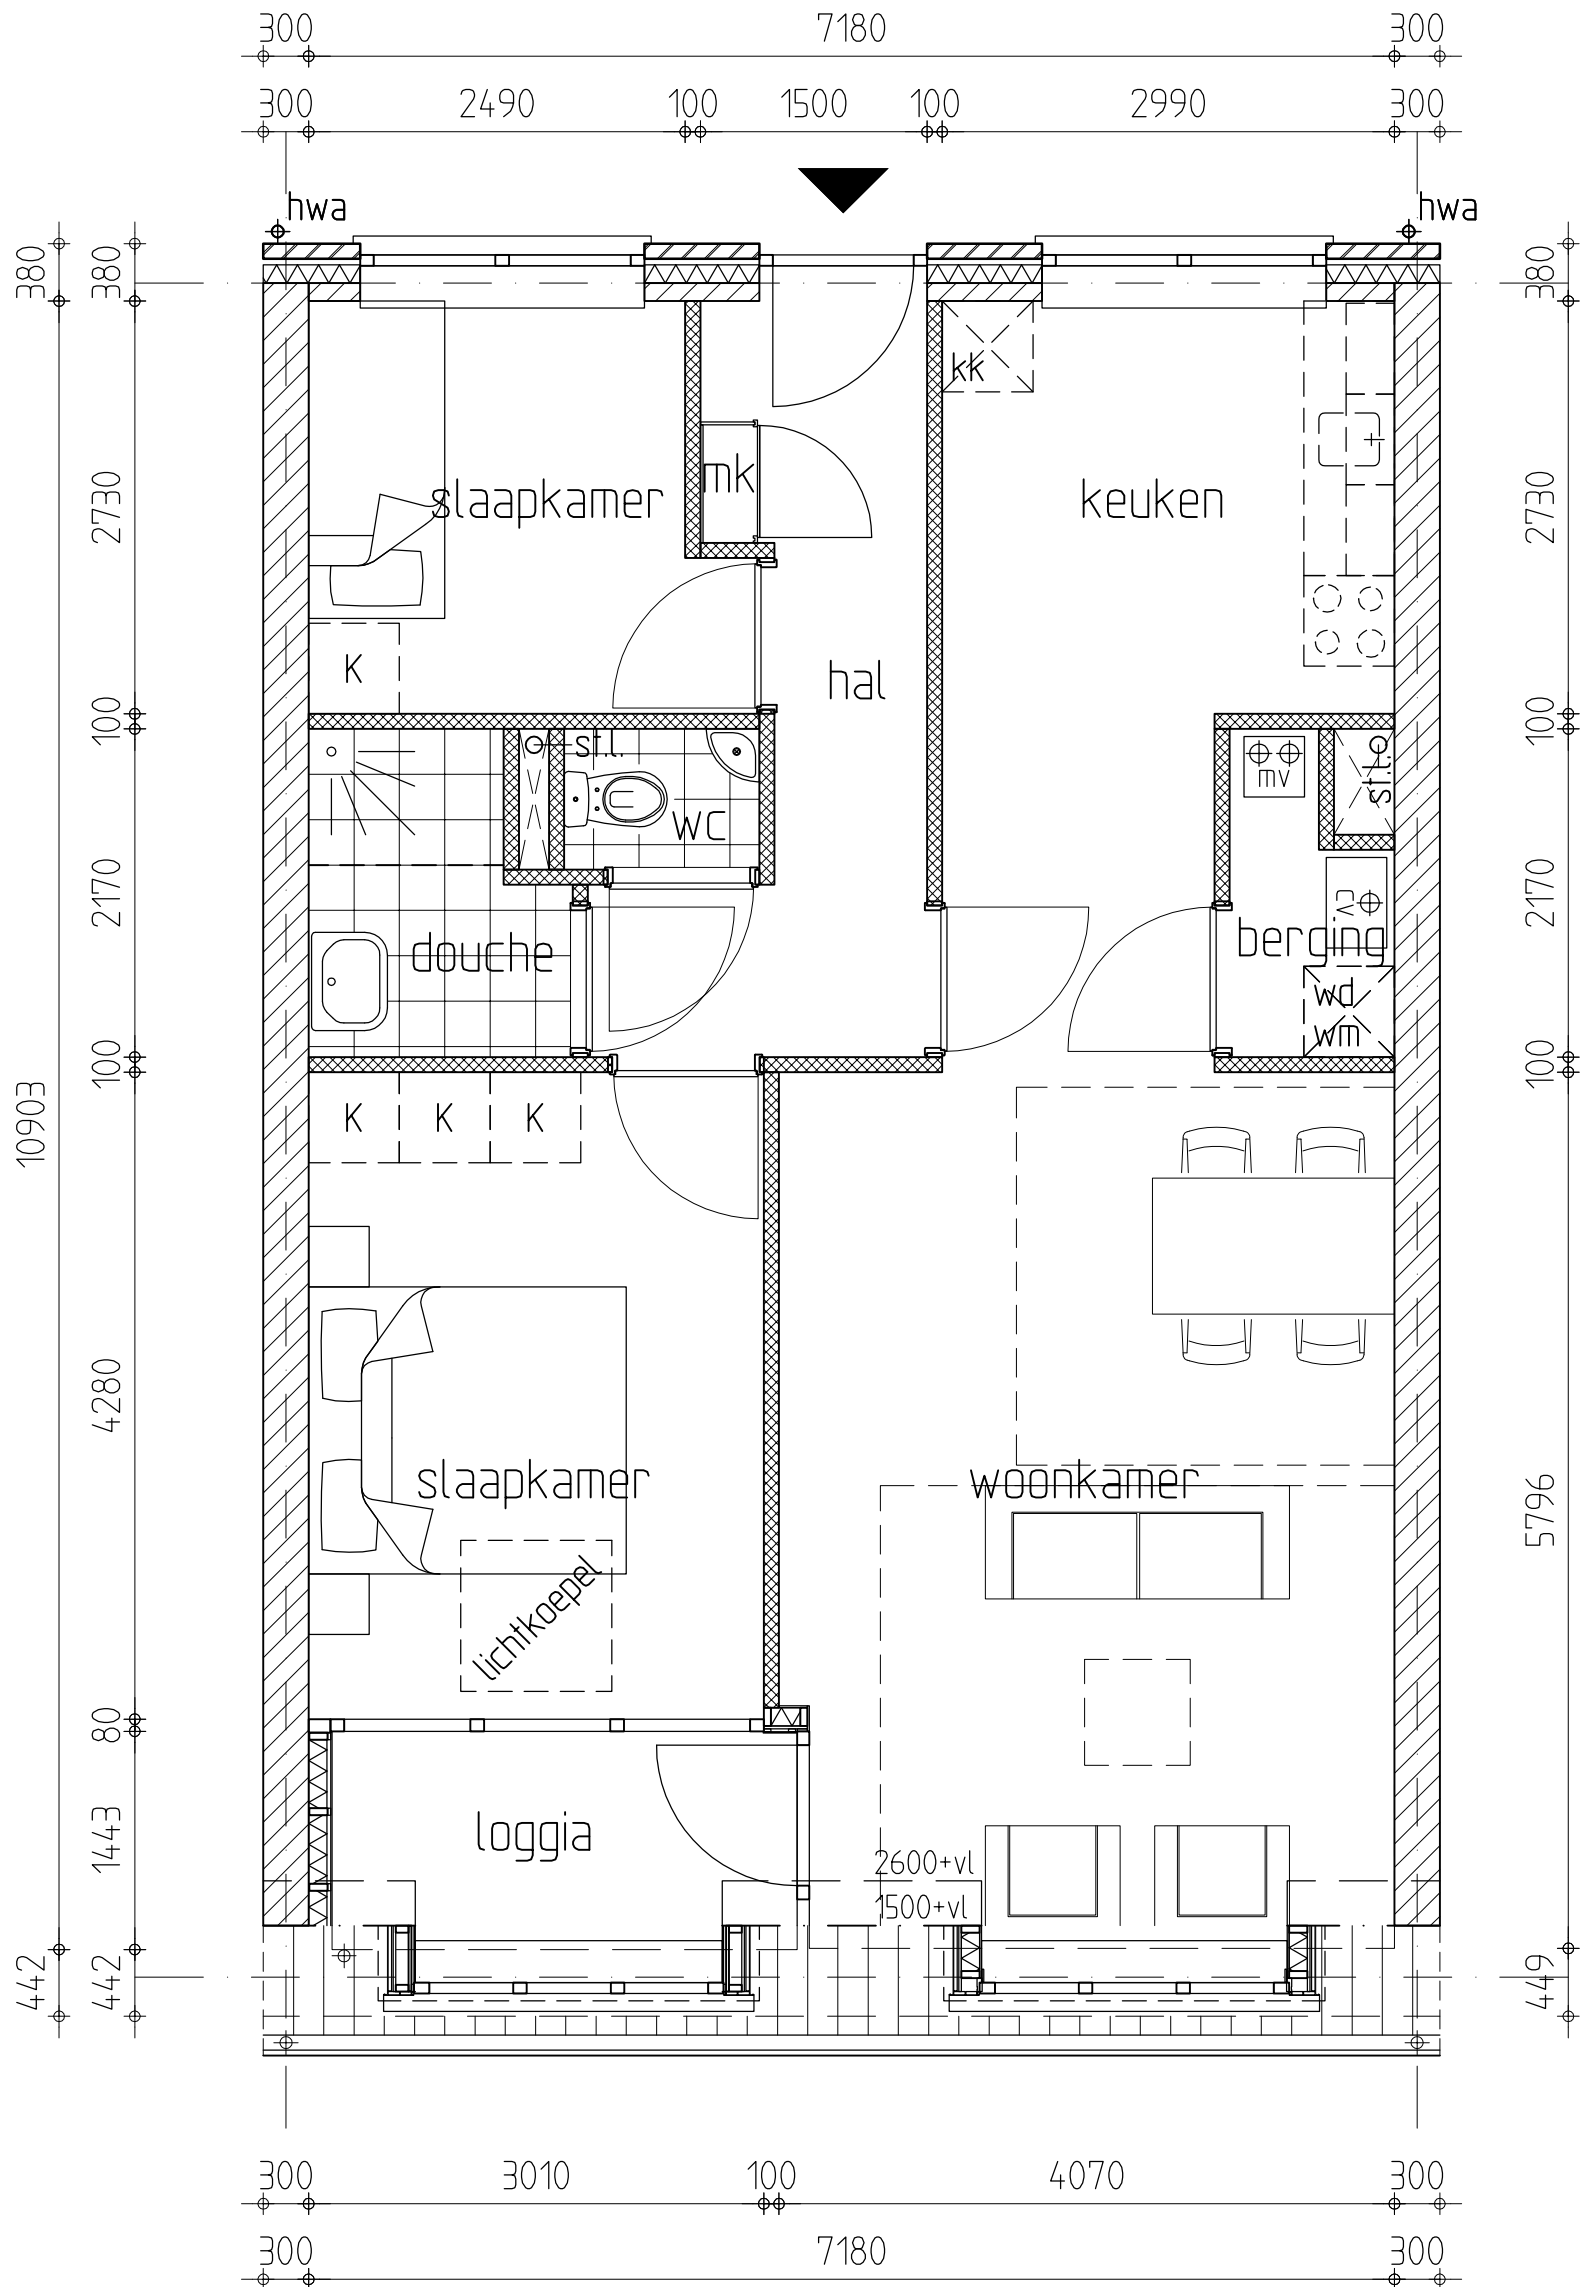 300 7180 300
300 2490 100 1500 100 2990 300
hwa hwa
380 380 380
kk
mk
slaapkamer keuken
2730 2730 2730
K
hal
100 100
st.l.
mv
st.l.
WC
2170 2170
cv
douche berging
wd
wm
100 100
10903
K K K
4280
slaapkamer woonkamer
5796
lichtkoepel
80
1443
loggia
2600+vl
1500+vl
442 442 449
300 3010 100 4070 300
300 7180 300